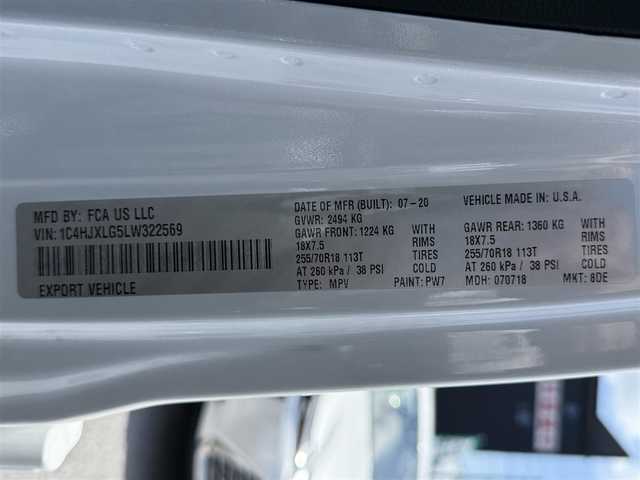 MFD BY: FCA US LLC
VIN: 1C4HJXLG5LW322569
EXPORT VEHICLE
DATE OF MFR (BUILT): 07-20
GVWR: 2494 KG
GAWR FRONT: 1224 KG WITH
18X7.5 RIMS
255/70R18 113T TIRES
AT 260 kPa / 38 PSI COLD
TYPE: MPV PAINT: PW7
VEHICLE MADE IN U.S.A.
GAWR REAR: 1360 KG WITH
18X7.5 RIMS
255/70R18 113T TIRES
AT 260 kPa / 38 PSI COLD
MDH: 070718 MKT: 8DE